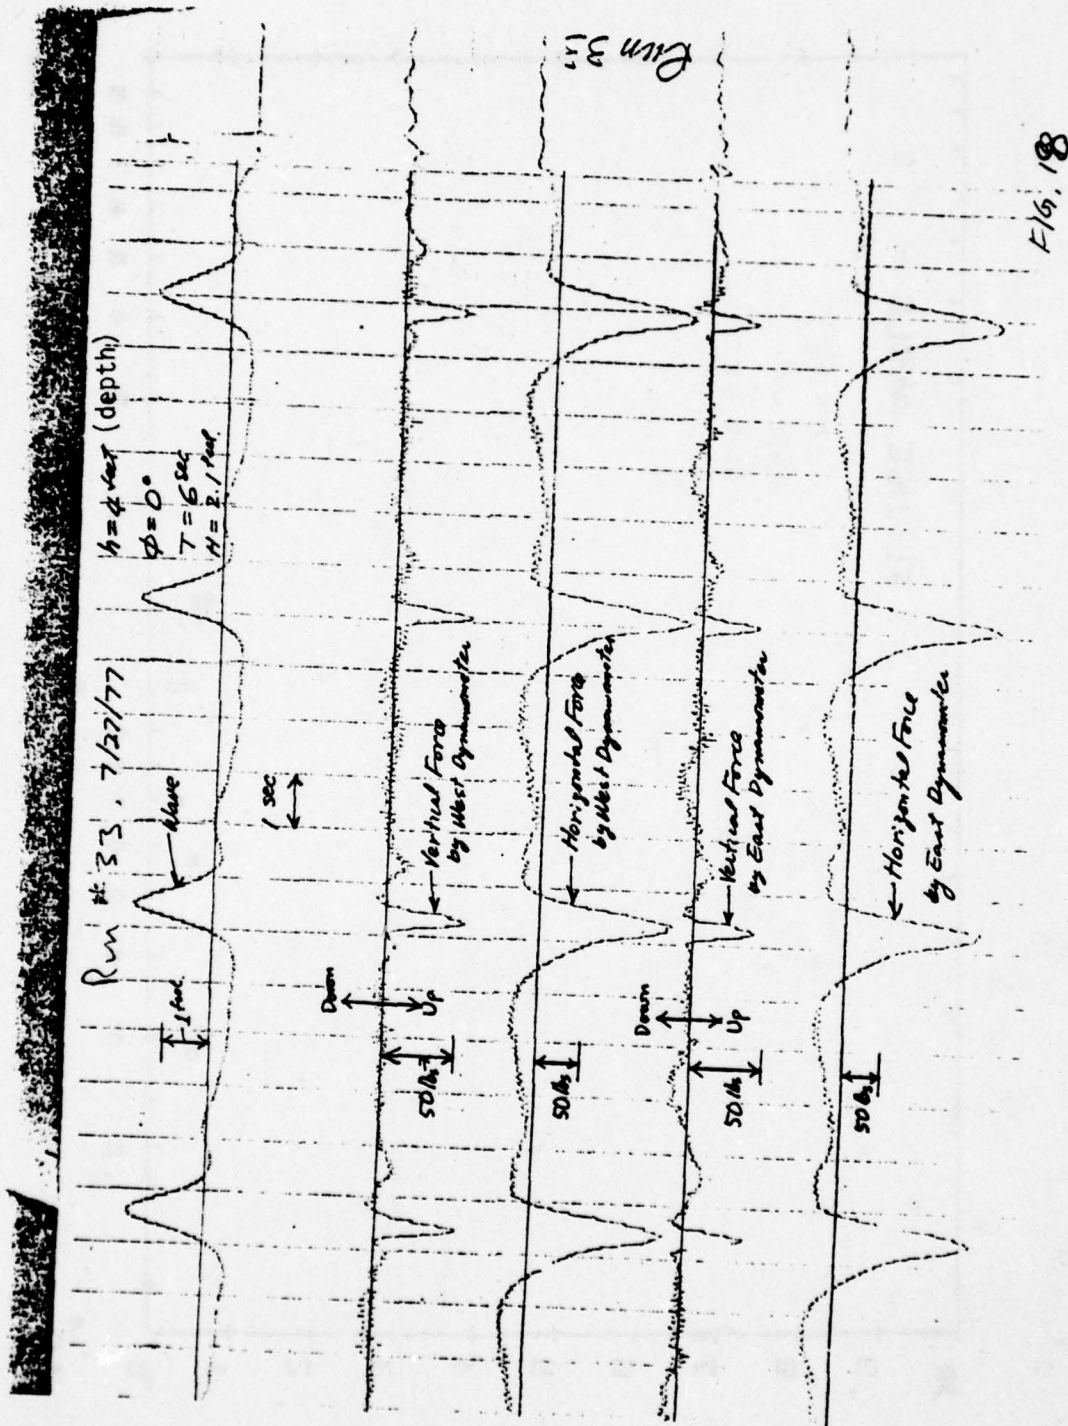 Run #33, 7/27/77
h=4 feet (depth)
φ=0°
T=6 sec
H=2.1 feet
Wave
1 foot
1 sec
Down
Up
50 lbs
Vertical Force
by West Dynamometer
50 lbs
Horizontal Force
by West Dynamometer
Down
Up
50 lbs
Vertical Force
by East Dynamometer
50 lbs
Horizontal Force
by East Dynamometer
FIG. 18